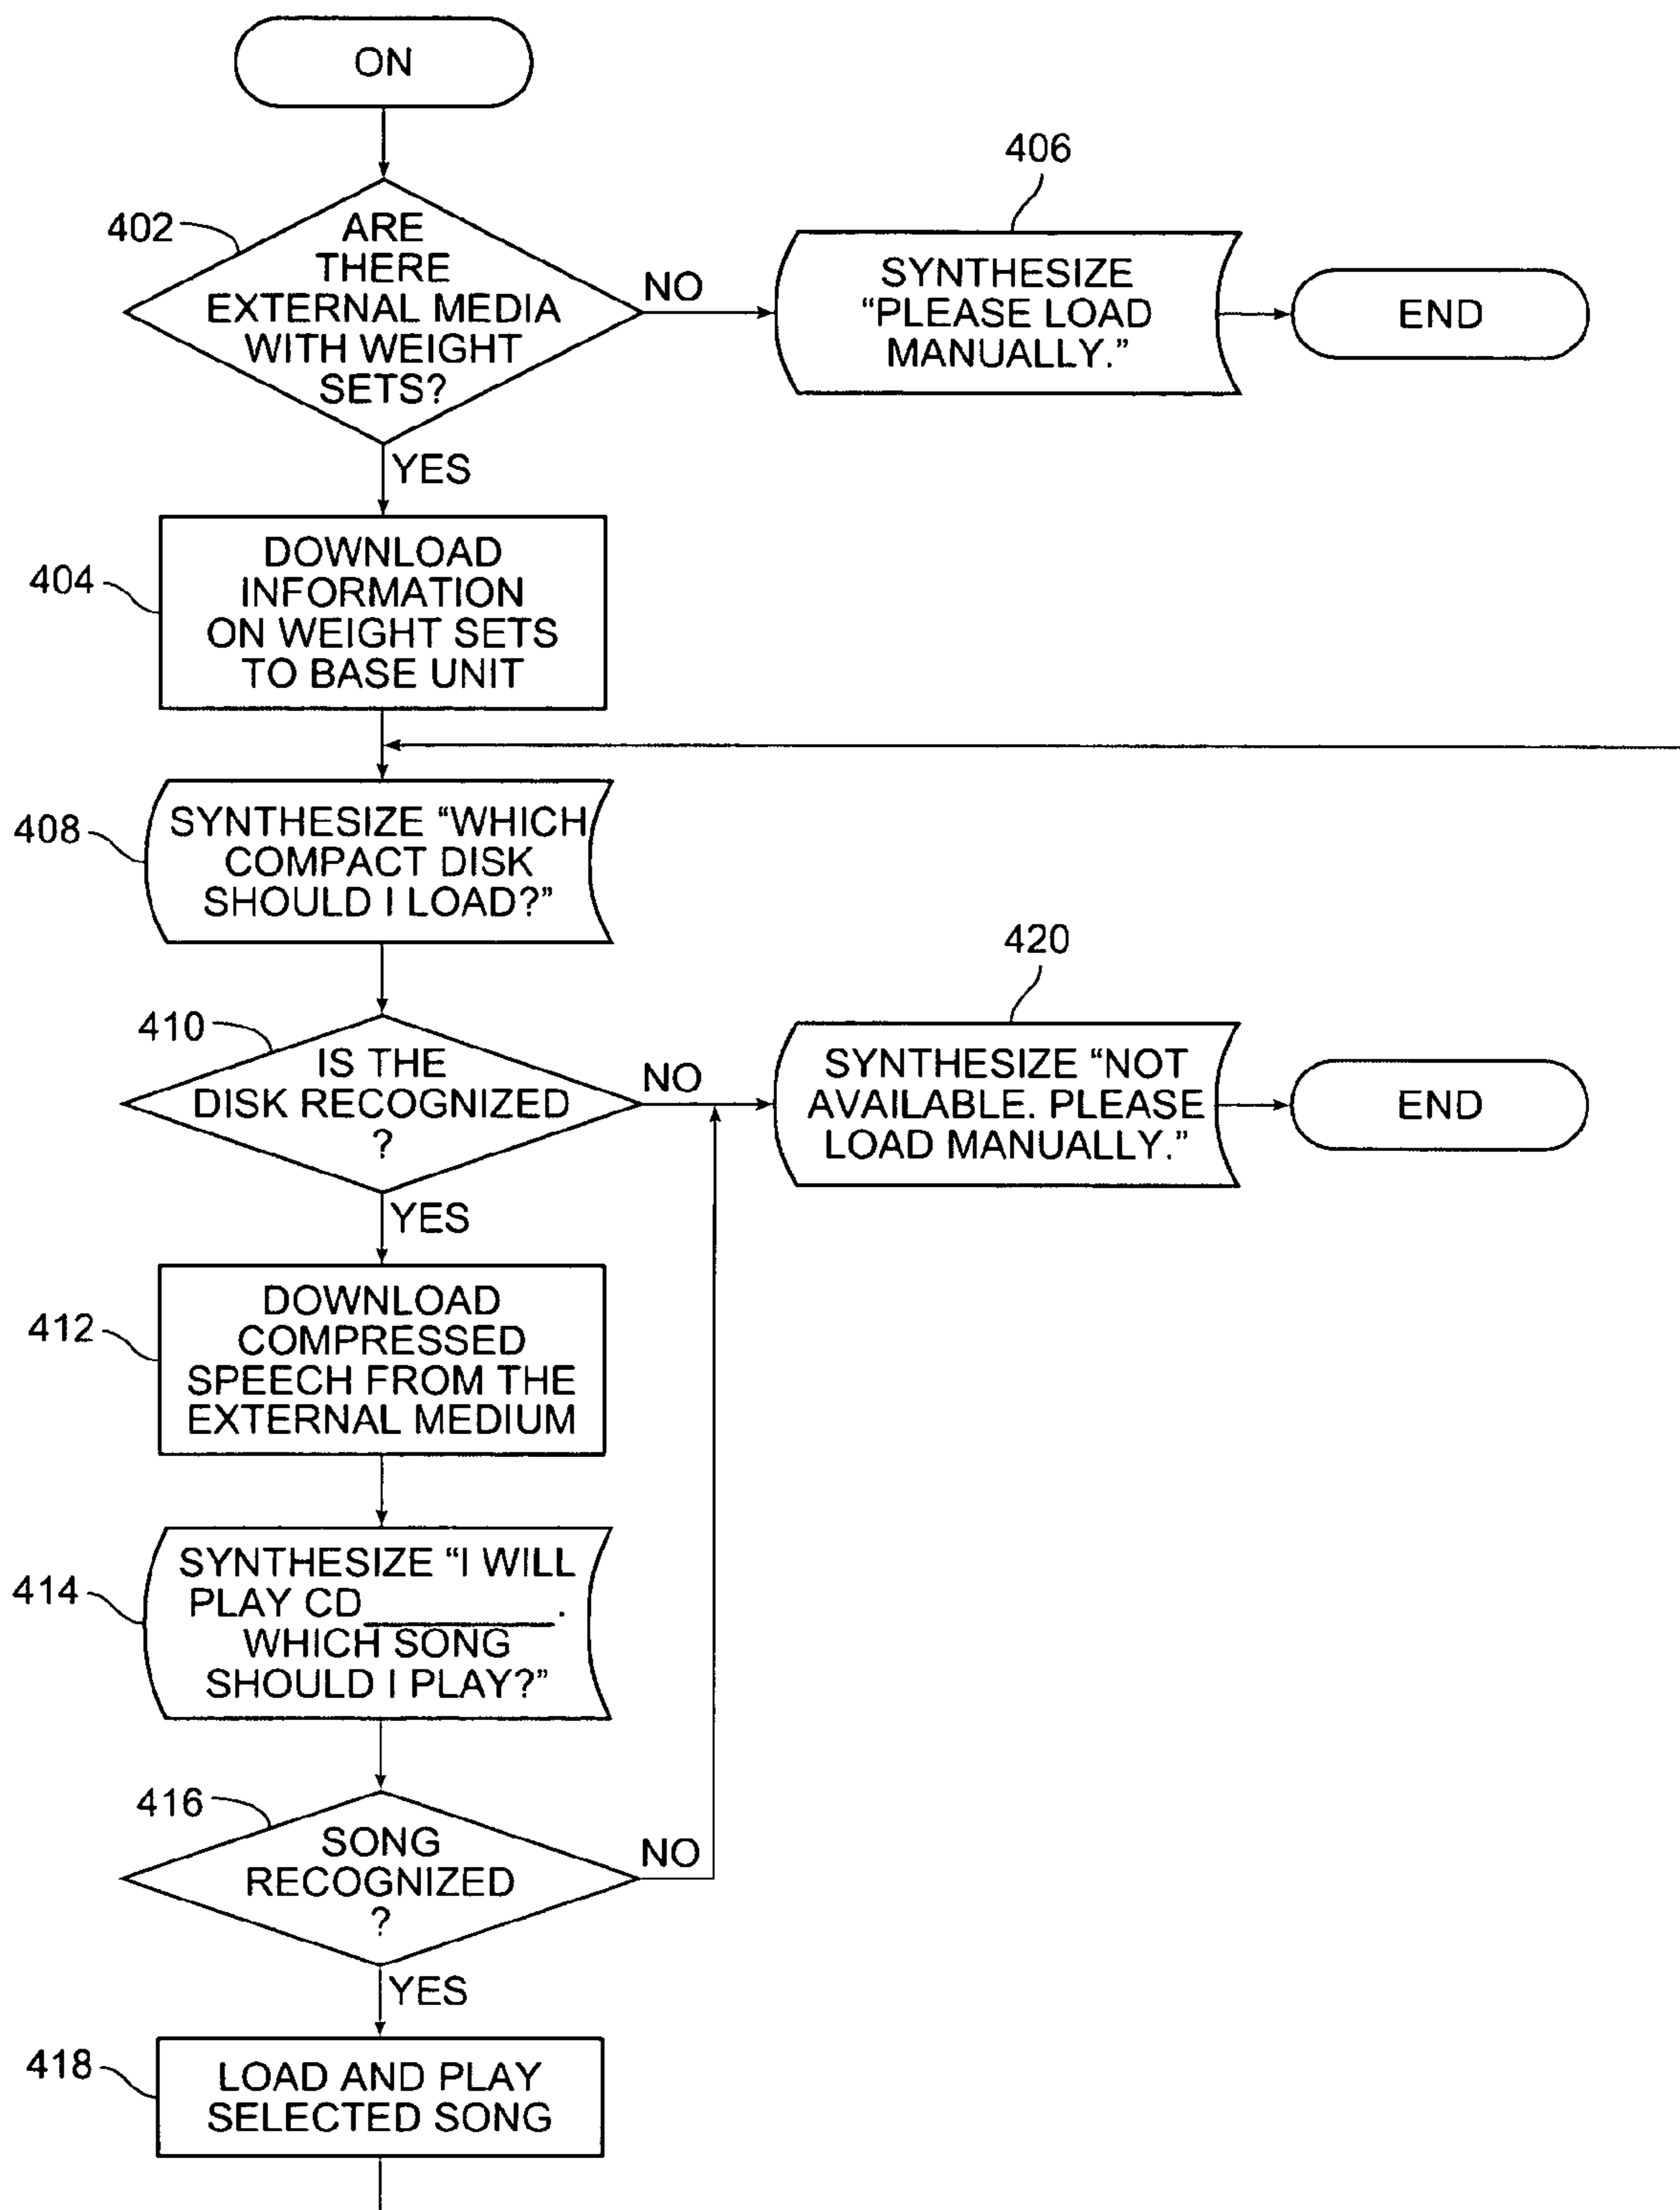 ON
406
402
ARE
THERE
EXTERNAL MEDIA
WITH WEIGHT
SETS?
NO
SYNTHESIZE
“PLEASE LOAD
MANUALLY.”
END
YES
404
DOWNLOAD
INFORMATION
ON WEIGHT SETS
TO BASE UNIT
408
SYNTHESIZE “WHICH
COMPACT DISK
SHOULD I LOAD?”
420
410
IS THE
DISK RECOGNIZED
?
NO
SYNTHESIZE “NOT
AVAILABLE. PLEASE
LOAD MANUALLY.”
END
YES
412
DOWNLOAD
COMPRESSED
SPEECH FROM THE
EXTERNAL MEDIUM
414
SYNTHESIZE “I WILL
PLAY CD________.
WHICH SONG
SHOULD I PLAY?”
416
SONG
RECOGNIZED
?
NO
YES
418
LOAD AND PLAY
SELECTED SONG